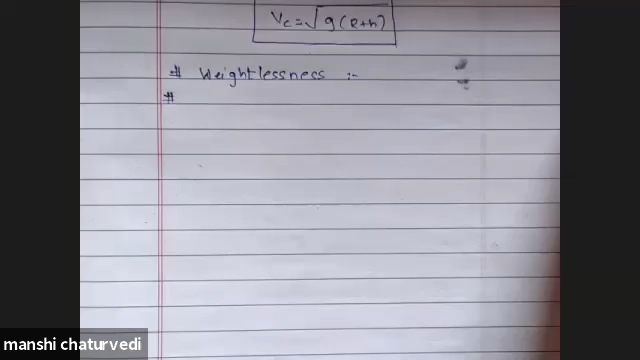 Vc=√g(R+h)
# Weightlessness :-
#
manshi chaturvedi